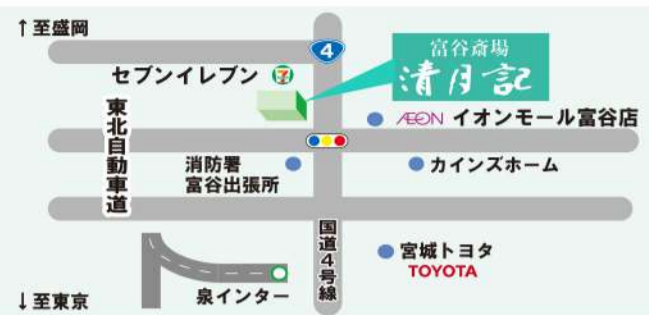 ↑至盛岡
4
富谷斎場
清月記
セブンイレブン
7
AEON イオンモール富谷店
東北自動車道
消防署
富谷出張所
カインズホーム
国道4号線
宮城トヨタ
TOYOTA
泉インター
↓至東京